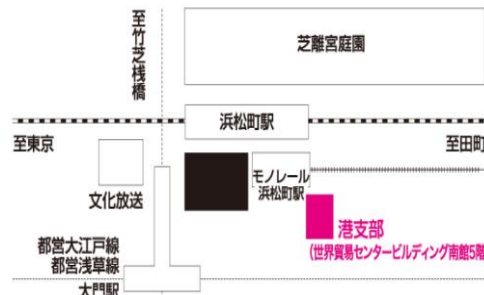 至竹芝桟橋
芝離宮庭園
浜松町駅
至東京
至田町
文化放送
モノレール
浜松町駅
港支部
(世界貿易センタービルディング南館5階
都営大江戸線
都営浅草線
大門駅